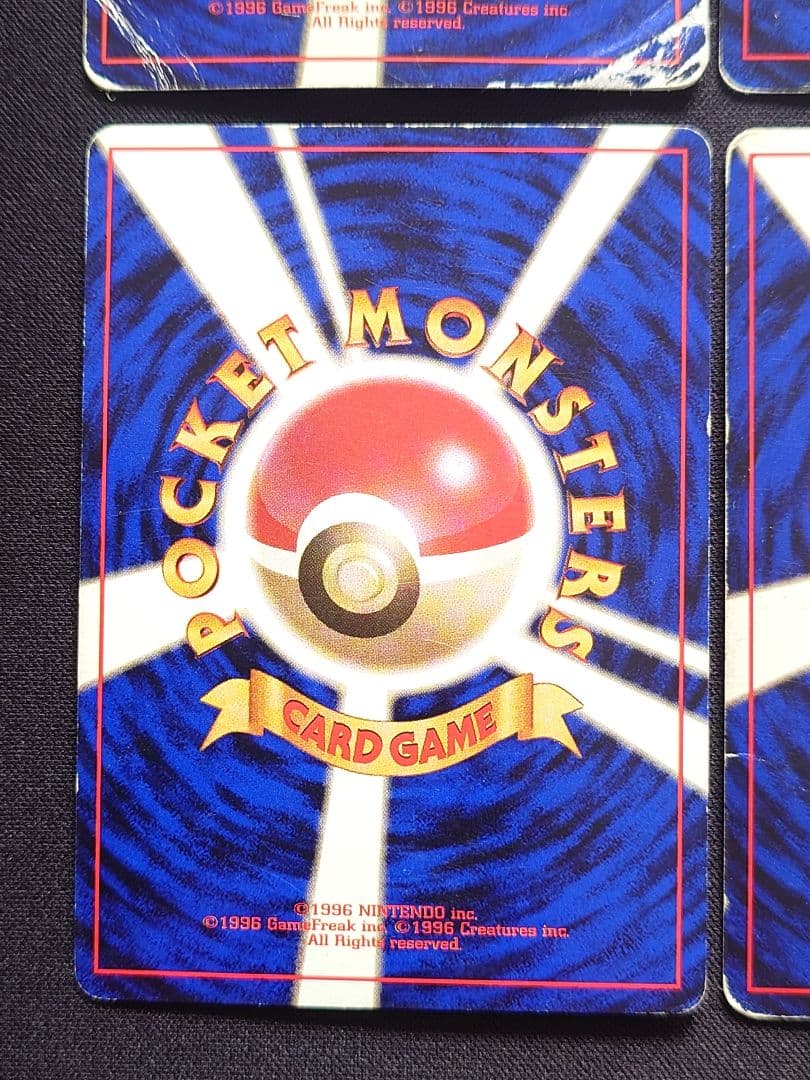 ©1996 GameFreak inc. ©1996 Creatures inc.
All Rights reserved.
POCKET MONSTERS
CARD GAME
©1996 NINTENDO inc.
©1996 GameFreak inc. ©1996 Creatures inc.
All Rights reserved.